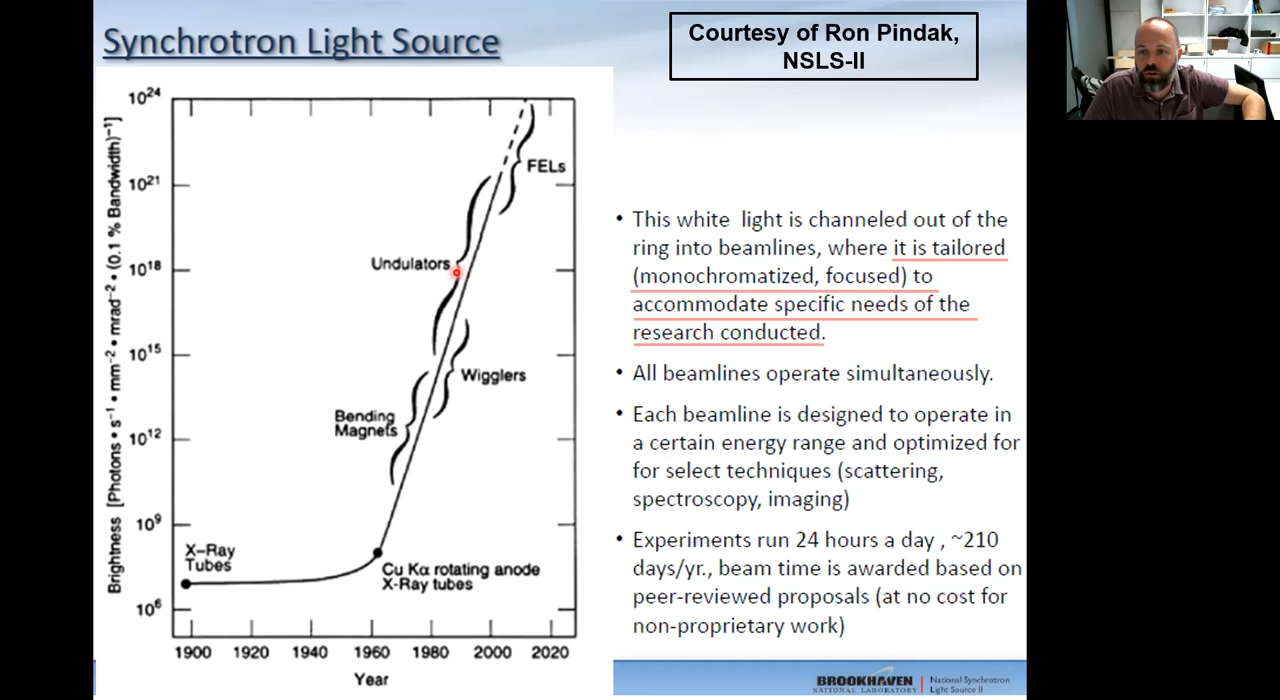 Synchrotron Light Source
Courtesy of Ron Pindak,
NSLS-II
Brightness [Photons • s⁻¹ • mm⁻² • mrad⁻² • (0.1 % Bandwidth)⁻¹]
10²⁴
10²¹
10¹⁸
10¹⁵
10¹²
10⁹
10⁶
FELs
Undulators
Wigglers
Bending
Magnets
X–Ray
Tubes
Cu Kα rotating anode
X-Ray tubes
1900 1920 1940 1960 1980 2000 2020
Year
• This white light is channeled out of the
ring into beamlines, where it is tailored
(monochromatized, focused) to
accommodate specific needs of the
research conducted.
• All beamlines operate simultaneously.
• Each beamline is designed to operate in
a certain energy range and optimized for
for select techniques (scattering,
spectroscopy, imaging)
• Experiments run 24 hours a day , ~210
days/yr., beam time is awarded based on
peer-reviewed proposals (at no cost for
non-proprietary work)
BROOKHAVEN
NATIONAL LABORATORY
National Synchrotron
Light Source II